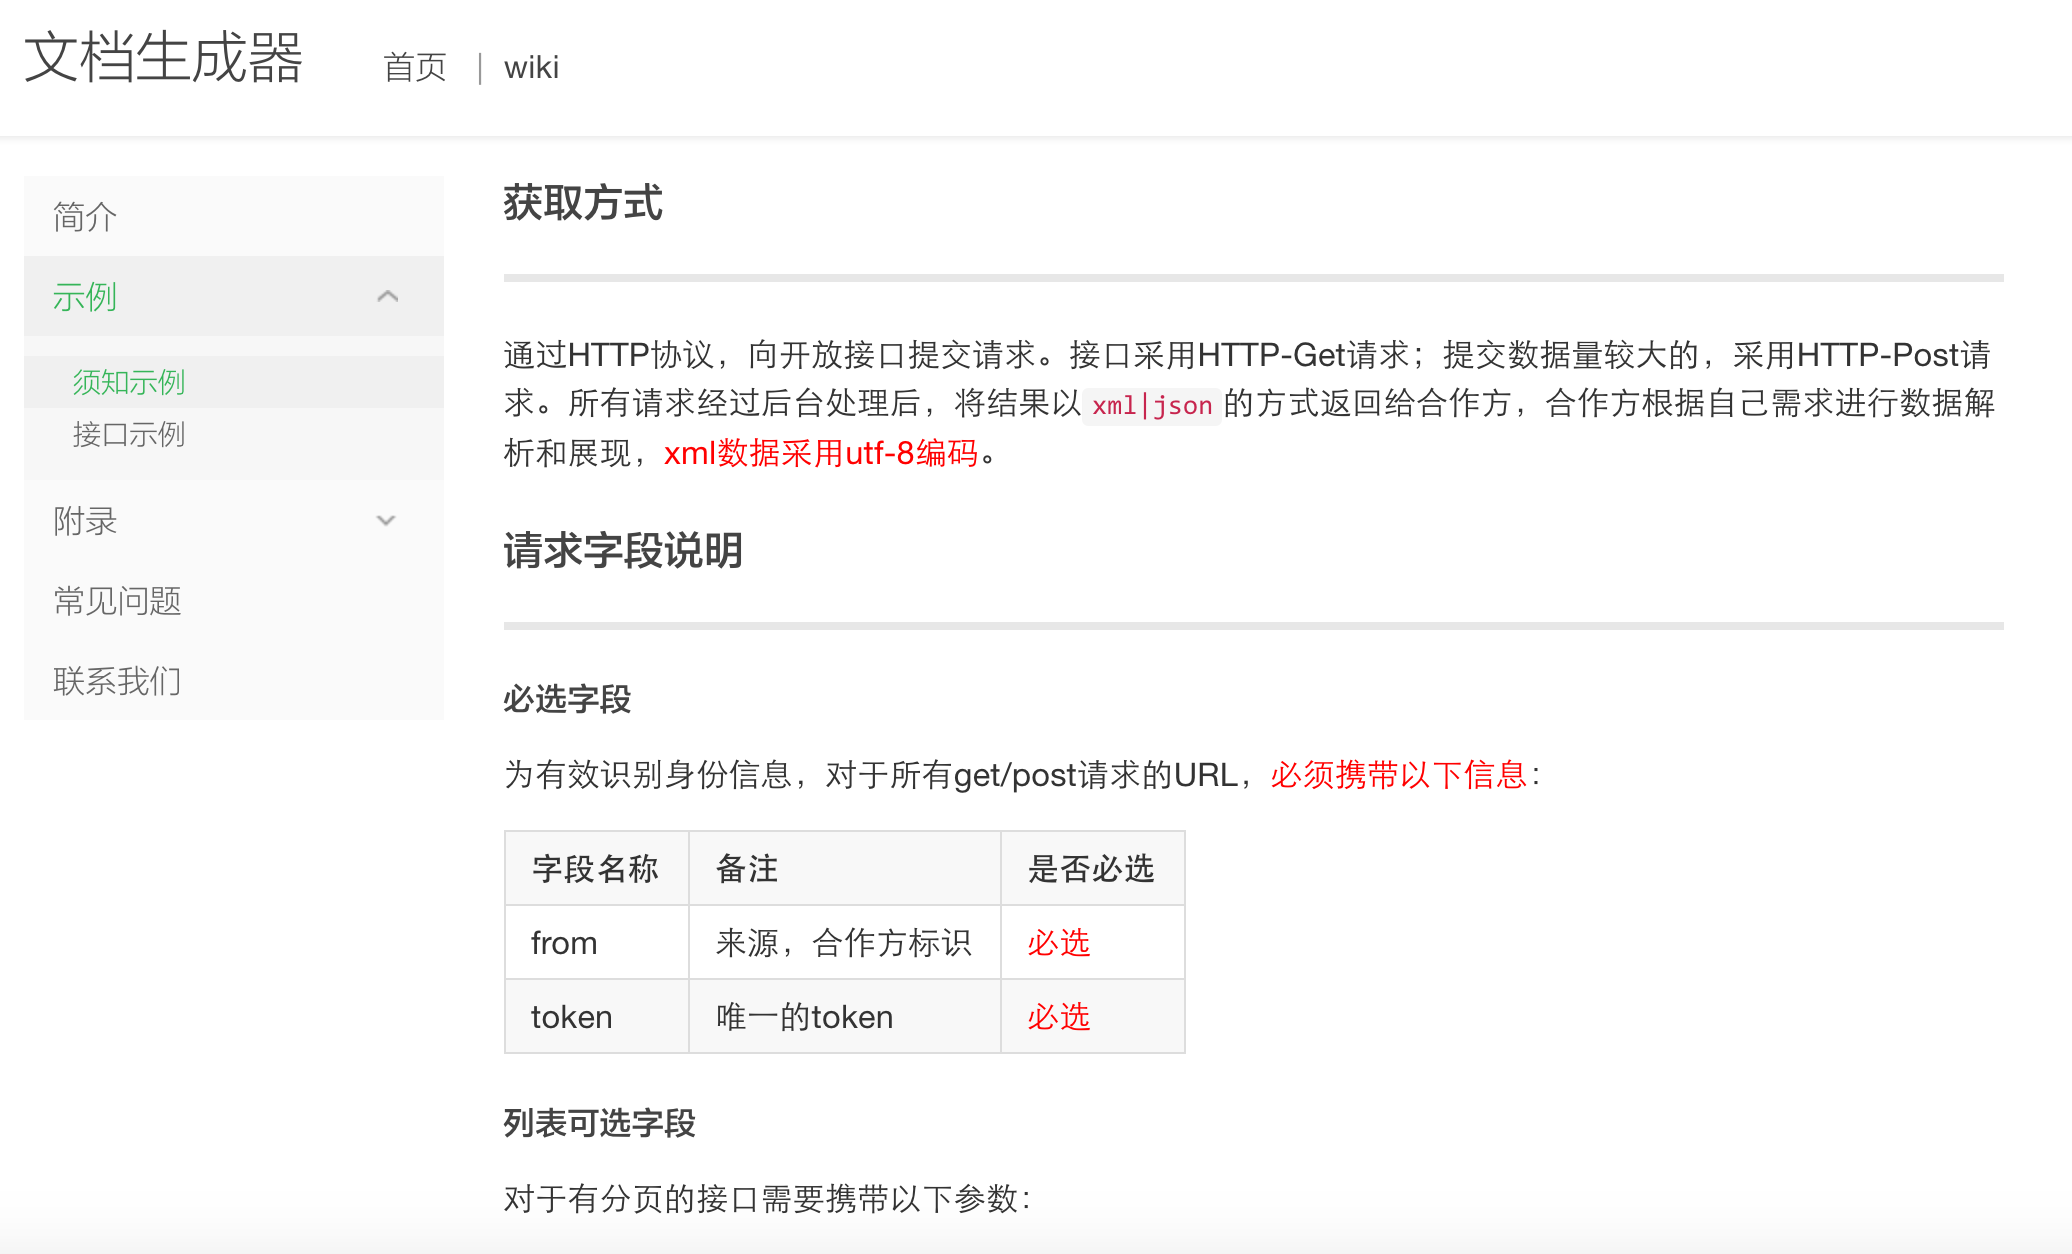 文档生成器
首页 | wiki
简介
示例
须知示例
接口示例
附录
常见问题
联系我们
获取方式
通过HTTP协议，向开放接口提交请求。接口采用HTTP-Get请求；提交数据量较大的，采用HTTP-Post请
求。所有请求经过后台处理后，将结果以xml|json的方式返回给合作方，合作方根据自己需求进行数据解
析和展现，xml数据采用utf-8编码。
请求字段说明
必选字段
为有效识别身份信息，对于所有get/post请求的URL，必须携带以下信息：
字段名称 备注 是否必选
from 来源，合作方标识 必选
token 唯一的token 必选
列表可选字段
对于有分页的接口需要携带以下参数：